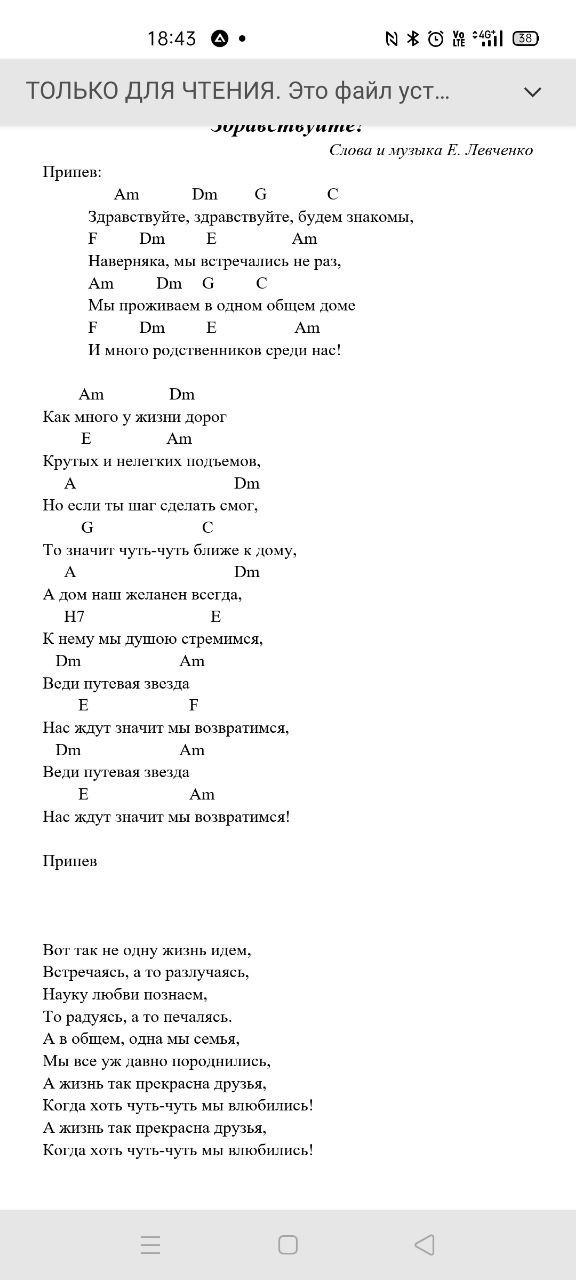 18:43 4G+ Vo LTE 38
ТОЛЬКО ДЛЯ ЧТЕНИЯ. Это файл уст...
Здравствуйте!
Слова и музыка Е. Левченко
Припев:
Am Dm G C
Здравствуйте, здравствуйте, будем знакомы,
F Dm E Am
Наверняка, мы встречались не раз,
Am Dm G C
Мы проживаем в одном общем доме
F Dm E Am
И много родственников среди нас!
Am Dm
Как много у жизни дорог
E Am
Крутых и нелегких подъемов,
A Dm
Но если ты шаг сделать смог,
G C
То значит чуть-чуть ближе к дому,
A Dm
А дом наш желанен всегда,
H7 E
К нему мы душою стремимся,
Dm Am
Веди путевая звезда
E F
Нас ждут значит мы возвратимся,
Dm Am
Веди путевая звезда
E Am
Нас ждут значит мы возвратимся!
Припев
Вот так не одну жизнь идем,
Встречаясь, а то разлучаясь,
Науку любви познаем,
То радуясь, а то печалясь.
А в общем, одна мы семья,
Мы все уж давно породнились,
А жизнь так прекрасна друзья,
Когда хоть чуть-чуть мы влюбились!
А жизнь так прекрасна друзья,
Когда хоть чуть-чуть мы влюбились!